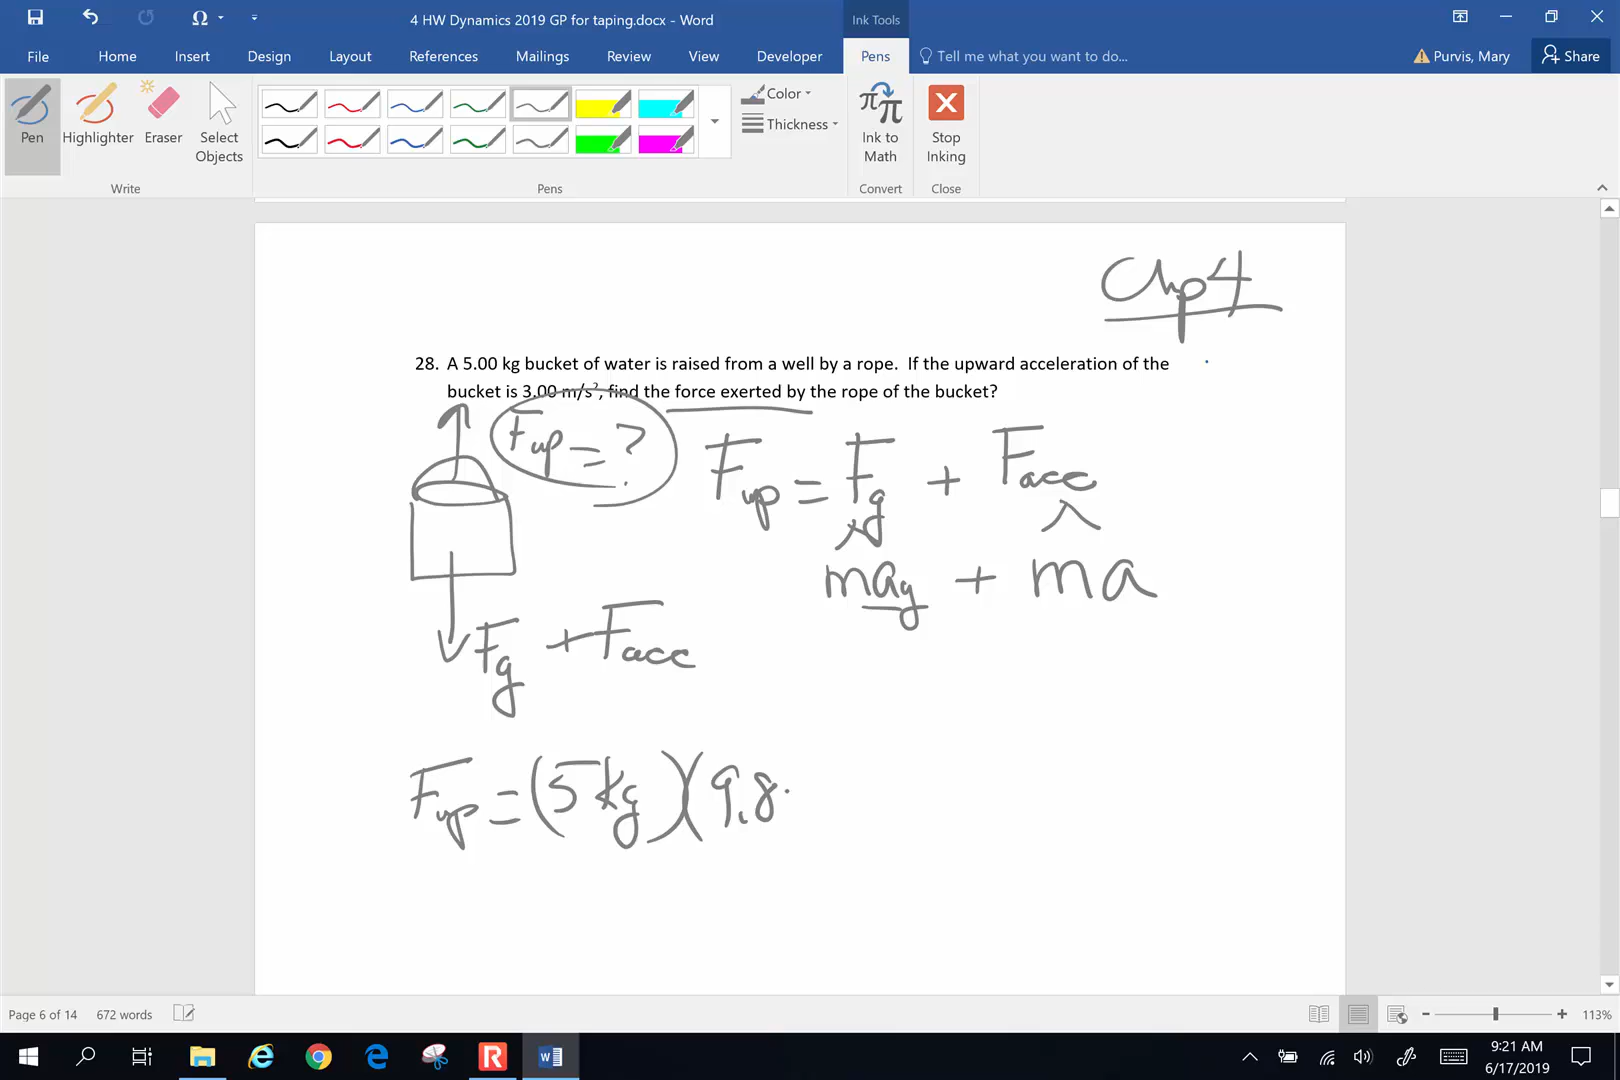 4 HW Dynamics 2019 GP for taping.docx - Word
Ink Tools
File Home Insert Design Layout References Mailings Review View Developer Pens Tell me what you want to do... Purvis, Mary Share
Pen Highlighter Eraser Select Objects
Color
Thickness
Ink to Math
Stop Inking
Write Pens Convert Close
Chp 4
28. A 5.00 kg bucket of water is raised from a well by a rope. If the upward acceleration of the
bucket is 3.00 m/s², find the force exerted by the rope of the bucket?
Fup = ?
Fup = Fg + Facc
mag + ma
Fg + Facc
Fup = (5 kg)(9.8
Page 6 of 14 672 words 113%
9:21 AM
6/17/2019